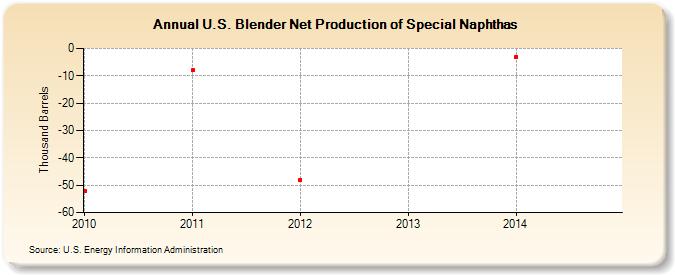 Annual U.S. Blender Net Production of Special Naphthas
Thousand Barrels
0
-10
-20
-30
-40
-50
-60
2010 2011 2012 2013 2014
Source: U.S. Energy Information Administration